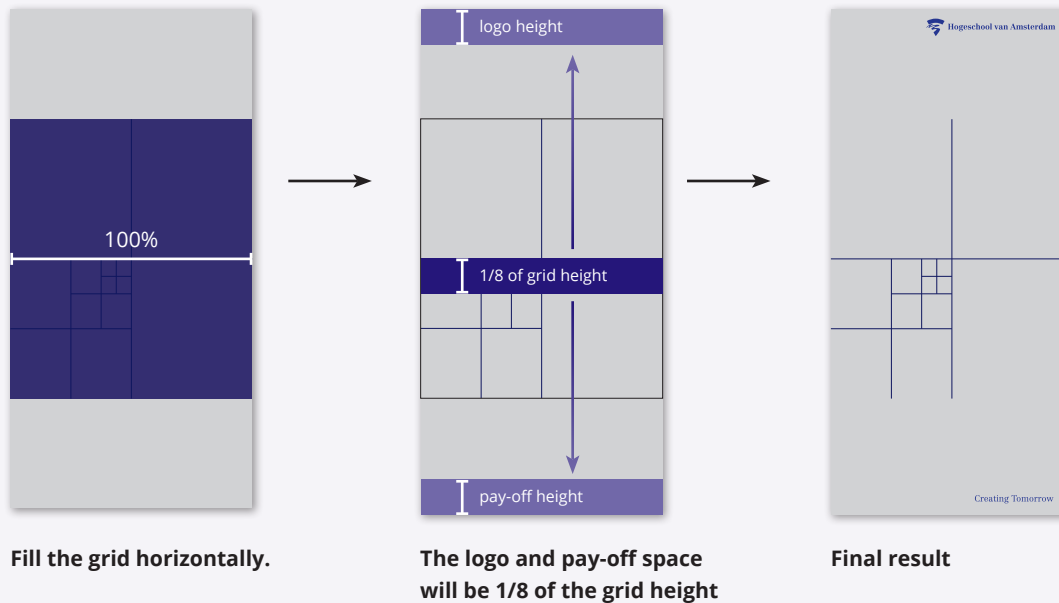 logo height
Hogeschool van Amsterdam
100%
1/8 of grid height
pay-off height
Creating Tomorrow
Fill the grid horizontally.
The logo and pay-off space
will be 1/8 of the grid height
Final result